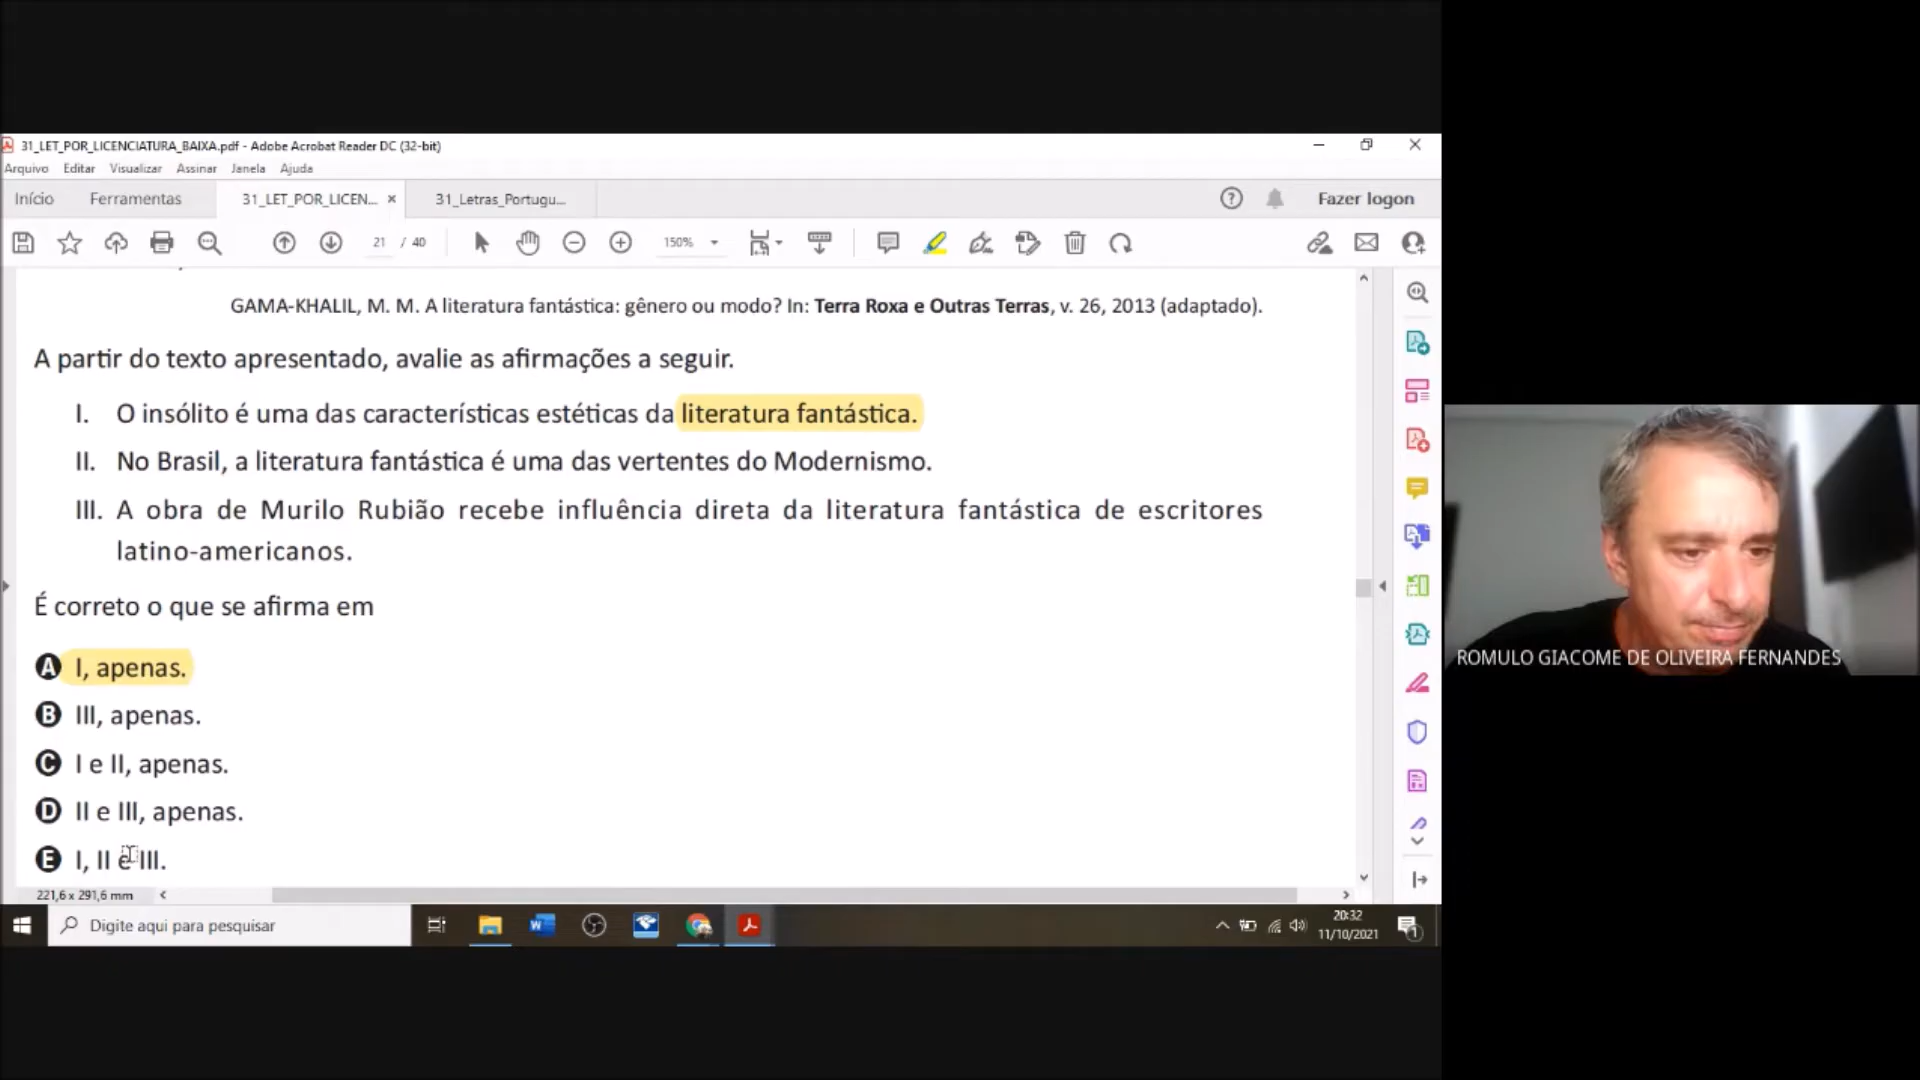 31_LET_POR_LICENCIATURA_BAIXA.pdf - Adobe Acrobat Reader DC (32-bit)
Arquivo Editar Visualizar Assinar Janela Ajuda
Início Ferramentas 31_LET_POR_LICEN... × 31_Letras_Portugu... Fazer logon
21 / 40 150%
GAMA-KHALIL, M. M. A literatura fantástica: gênero ou modo? In: Terra Roxa e Outras Terras, v. 26, 2013 (adaptado).
A partir do texto apresentado, avalie as afirmações a seguir.
I. O insólito é uma das características estéticas da literatura fantástica.
II. No Brasil, a literatura fantástica é uma das vertentes do Modernismo.
III. A obra de Murilo Rubião recebe influência direta da literatura fantástica de escritores
latino-americanos.
É correto o que se afirma em
A I, apenas.
B III, apenas.
C I e II, apenas.
D II e III, apenas.
E I, II e III.
221,6 x 291,6 mm
Digite aqui para pesquisar
20:32
11/10/2021
1
ROMULO GIACOME DE OLIVEIRA FERNANDES